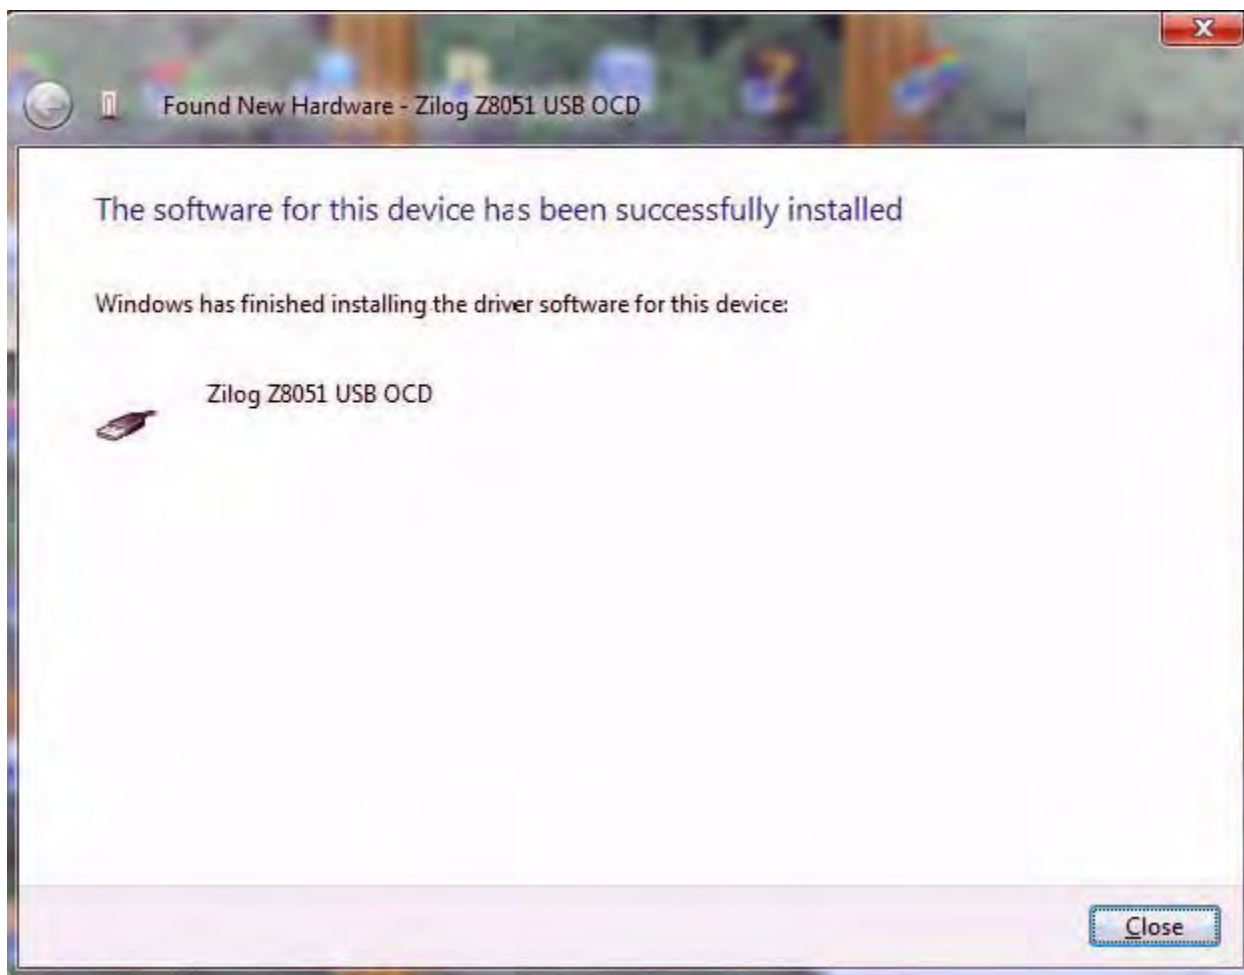 Found New Hardware - Zilog Z8051 USB OCD
The software for this device has been successfully installed
Windows has finished installing the driver software for this device:
Zilog Z8051 USB OCD
Close